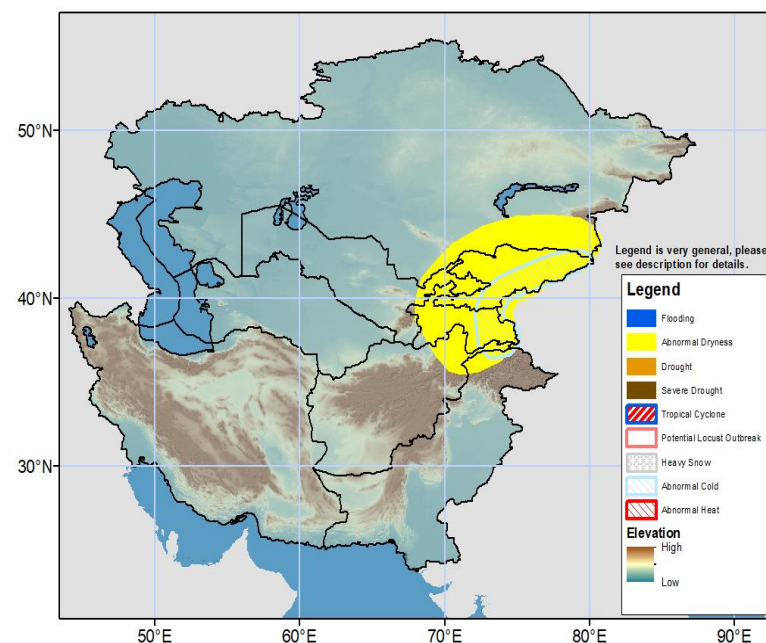 50°N
40°N
30°N
50°E
60°E
70°E
80°E
90°E
Legend is very general, please
see description for details.
Legend
Flooding
Abnormal Dryness
Drought
Severe Drought
Tropical Cyclone
Potential Locust Outbreak
Heavy Snow
Abnormal Cold
Abnormal Heat
Elevation
High
Low